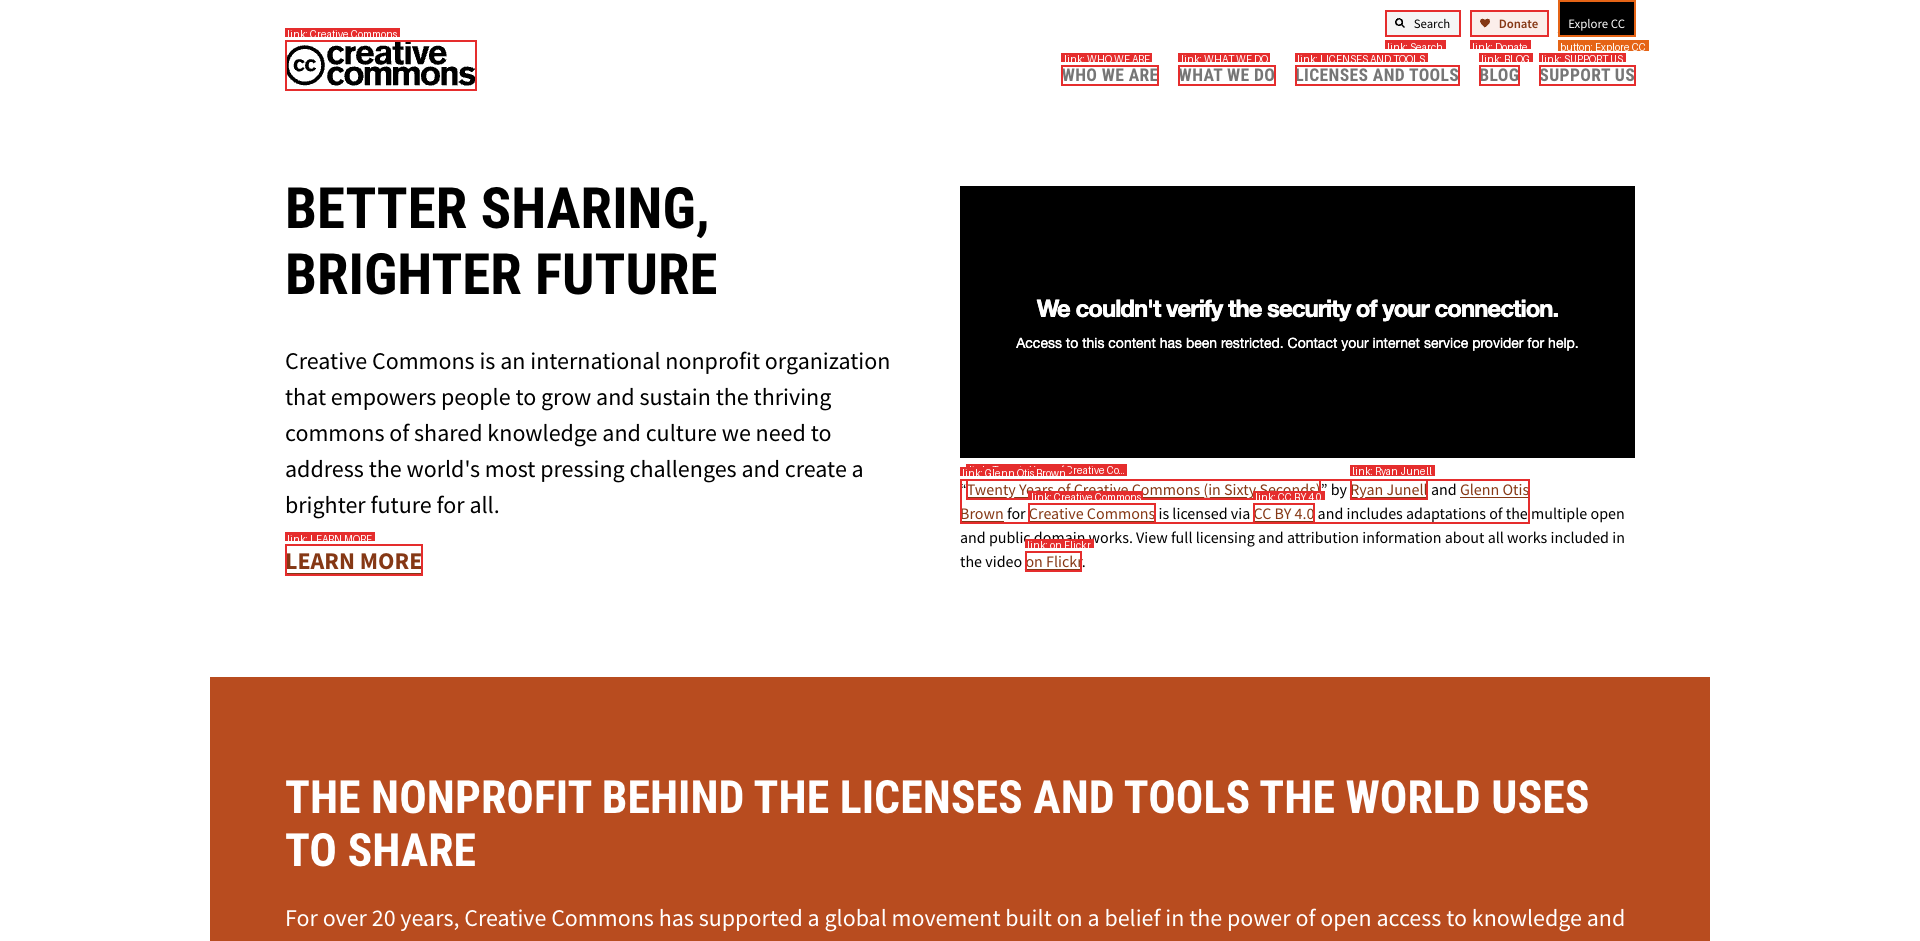 link: Creative Commons
creative commons
Search
Donate
Explore CC
link: Search
link: Donate
button: Explore CC
link: WHO WE ARE
link: WHAT WE DO
link: LICENSES AND TOOLS
link: BLOG
link: SUPPORT US
WHO WE ARE
WHAT WE DO
LICENSES AND TOOLS
BLOG
SUPPORT US
BETTER SHARING,
BRIGHTER FUTURE
Creative Commons is an international nonprofit organization
that empowers people to grow and sustain the thriving
commons of shared knowledge and culture we need to
address the world's most pressing challenges and create a
brighter future for all.
link: LEARN MORE
LEARN MORE
We couldn't verify the security of your connection.
Access to this content has been restricted. Contact your internet service provider for help.
Creative Co...
link: Glenn Otis Brown
link: Ryan Junell
“Twenty Years of Creative Commons (in Sixty Seconds)” by Ryan Junell and Glenn Otis
link: Creative Commons
link: CC BY 4.0
Brown for Creative Commons is licensed via CC BY 4.0 and includes adaptations of the multiple open
and public domain works. View full licensing and attribution information about all works included in
link: on Flickr
the video on Flickr.
THE NONPROFIT BEHIND THE LICENSES AND TOOLS THE WORLD USES
TO SHARE
For over 20 years, Creative Commons has supported a global movement built on a belief in the power of open access to knowledge and